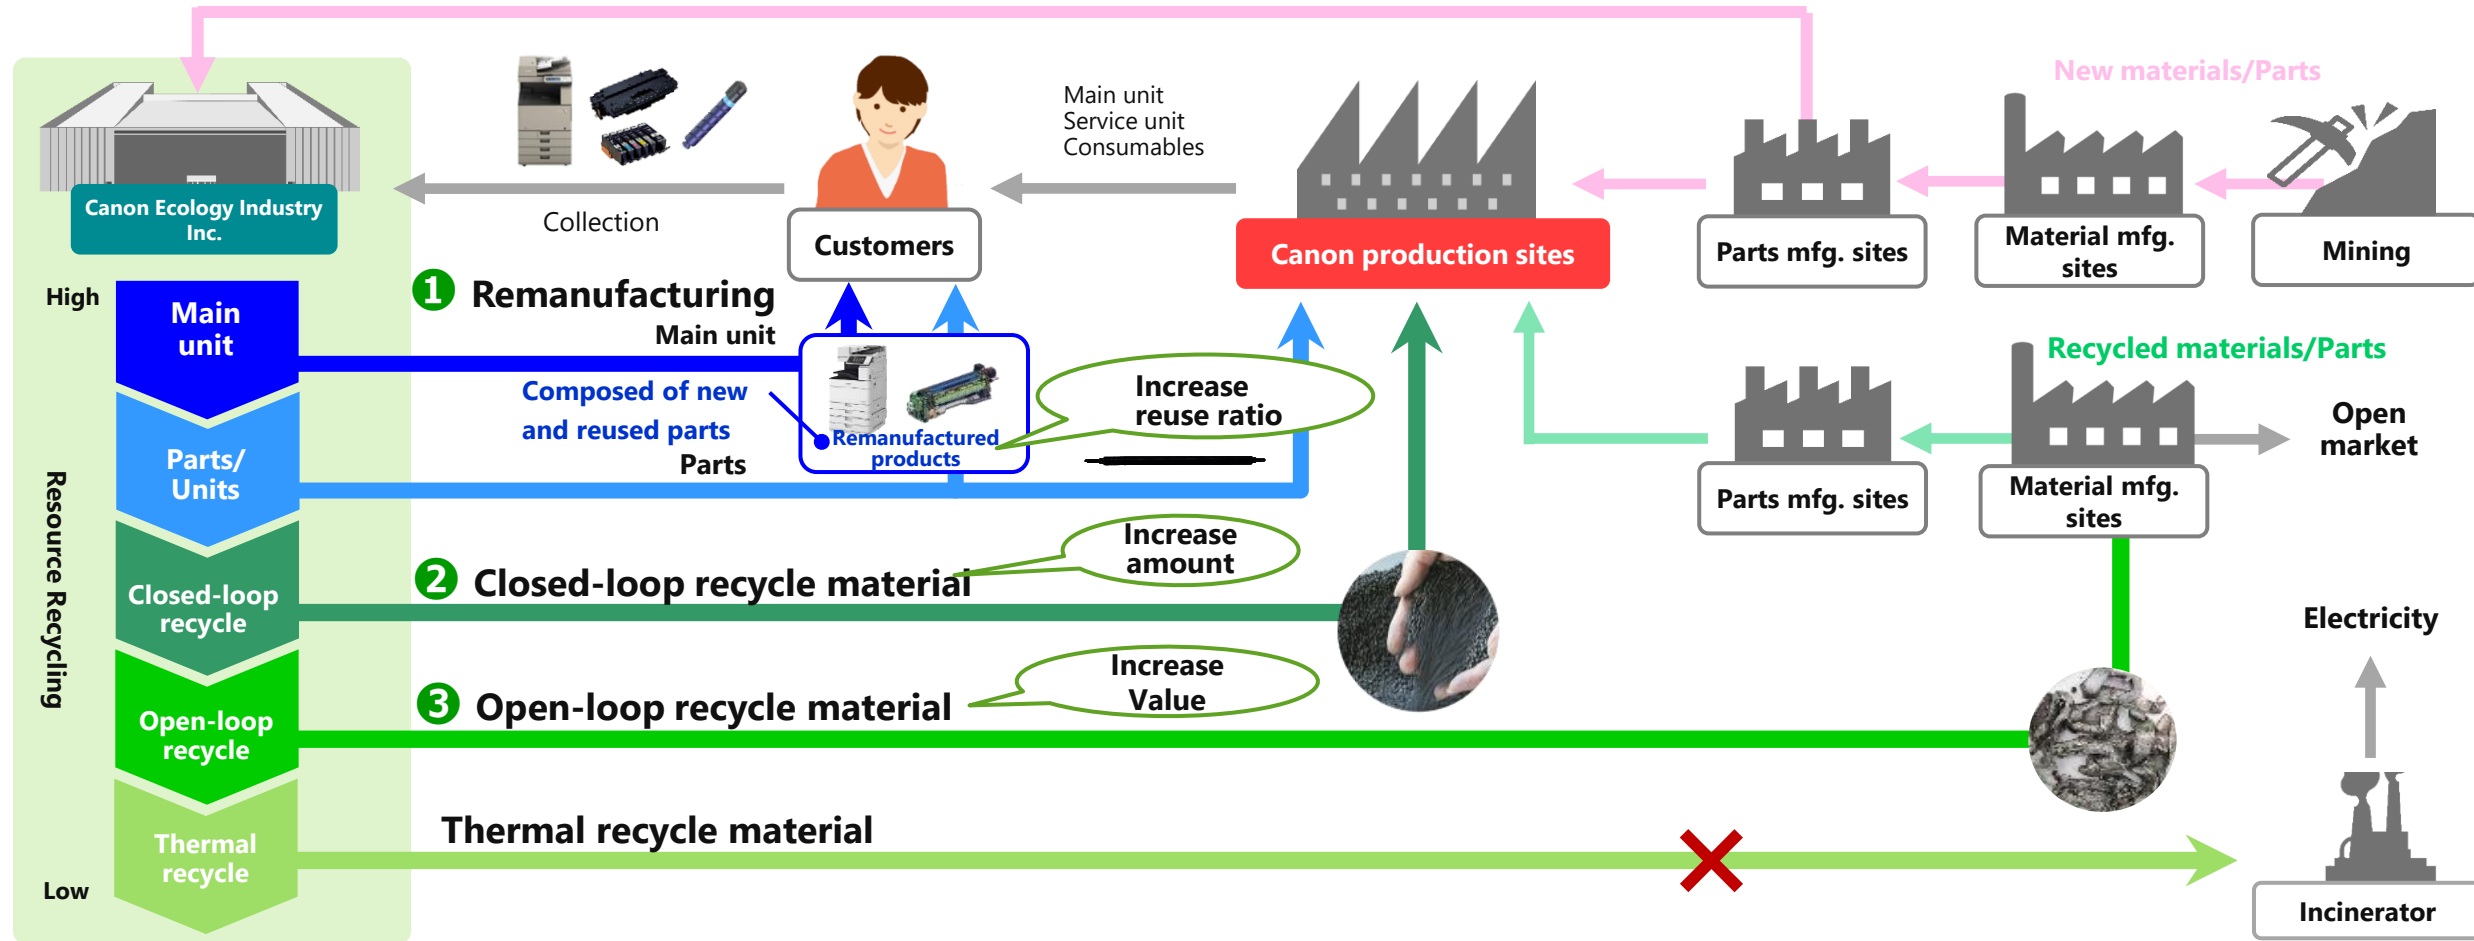 New materials/Parts
Main unit
Service unit
Consumables
Canon Ecology Industry
Inc.
Collection
Customers
Canon production sites
Parts mfg. sites
Material mfg.
sites
Mining
High
Main
unit
1 Remanufacturing
Main unit
Composed of new
and reused parts
Remanufactured
products
Increase
reuse ratio
Recycled materials/Parts
Open
market
Parts/
Units
Parts
Parts mfg. sites
Material mfg.
sites
Resource Recycling
Closed-loop
recycle
2 Closed-loop recycle material
Increase
amount
Electricity
Open-loop
recycle
3 Open-loop recycle material
Increase
Value
Thermal
recycle
Thermal recycle material
Low
Incinerator